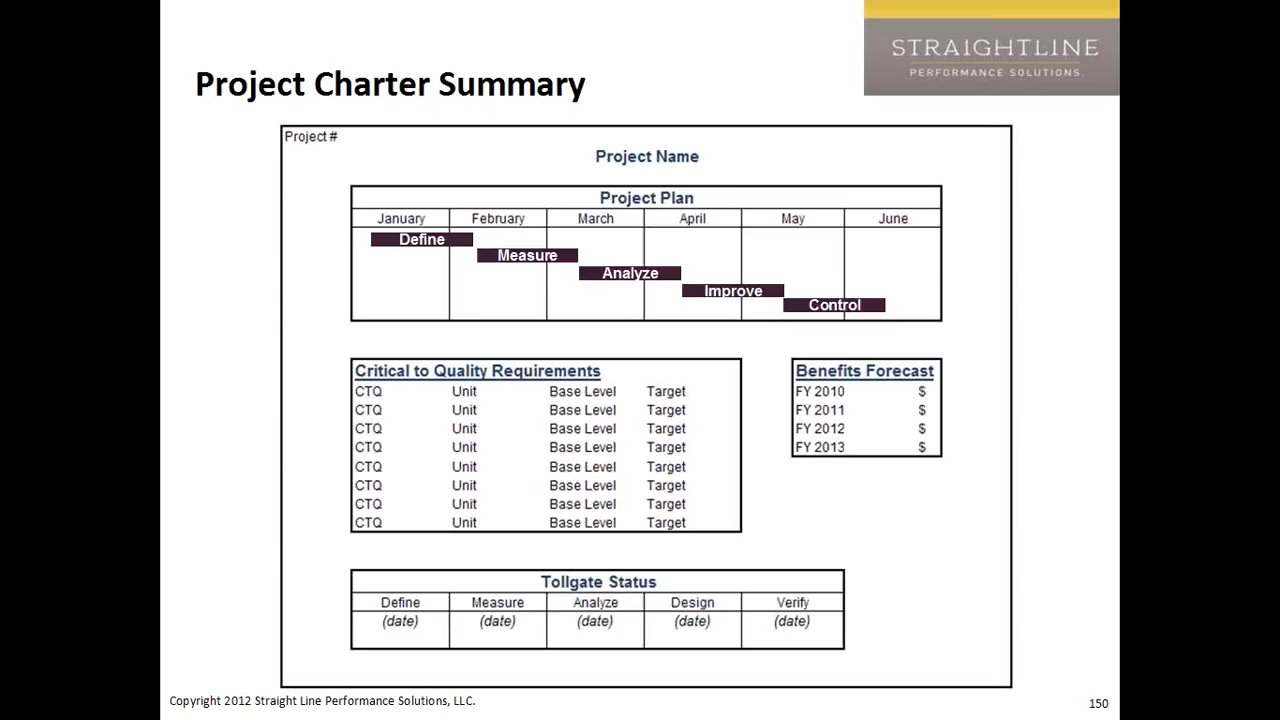 STRAIGHTLINE
PERFORMANCE SOLUTIONS.
Project Charter Summary
Project #
Project Name
Project Plan
January February March April May June
Define
Measure
Analyze
Improve
Control
Critical to Quality Requirements
CTQ Unit Base Level Target
CTQ Unit Base Level Target
CTQ Unit Base Level Target
CTQ Unit Base Level Target
CTQ Unit Base Level Target
CTQ Unit Base Level Target
CTQ Unit Base Level Target
CTQ Unit Base Level Target
Benefits Forecast
FY 2010 $
FY 2011 $
FY 2012 $
FY 2013 $
Tollgate Status
Define Measure Analyze Design Verify
(date) (date) (date) (date) (date)
Copyright 2012 Straight Line Performance Solutions, LLC.
150